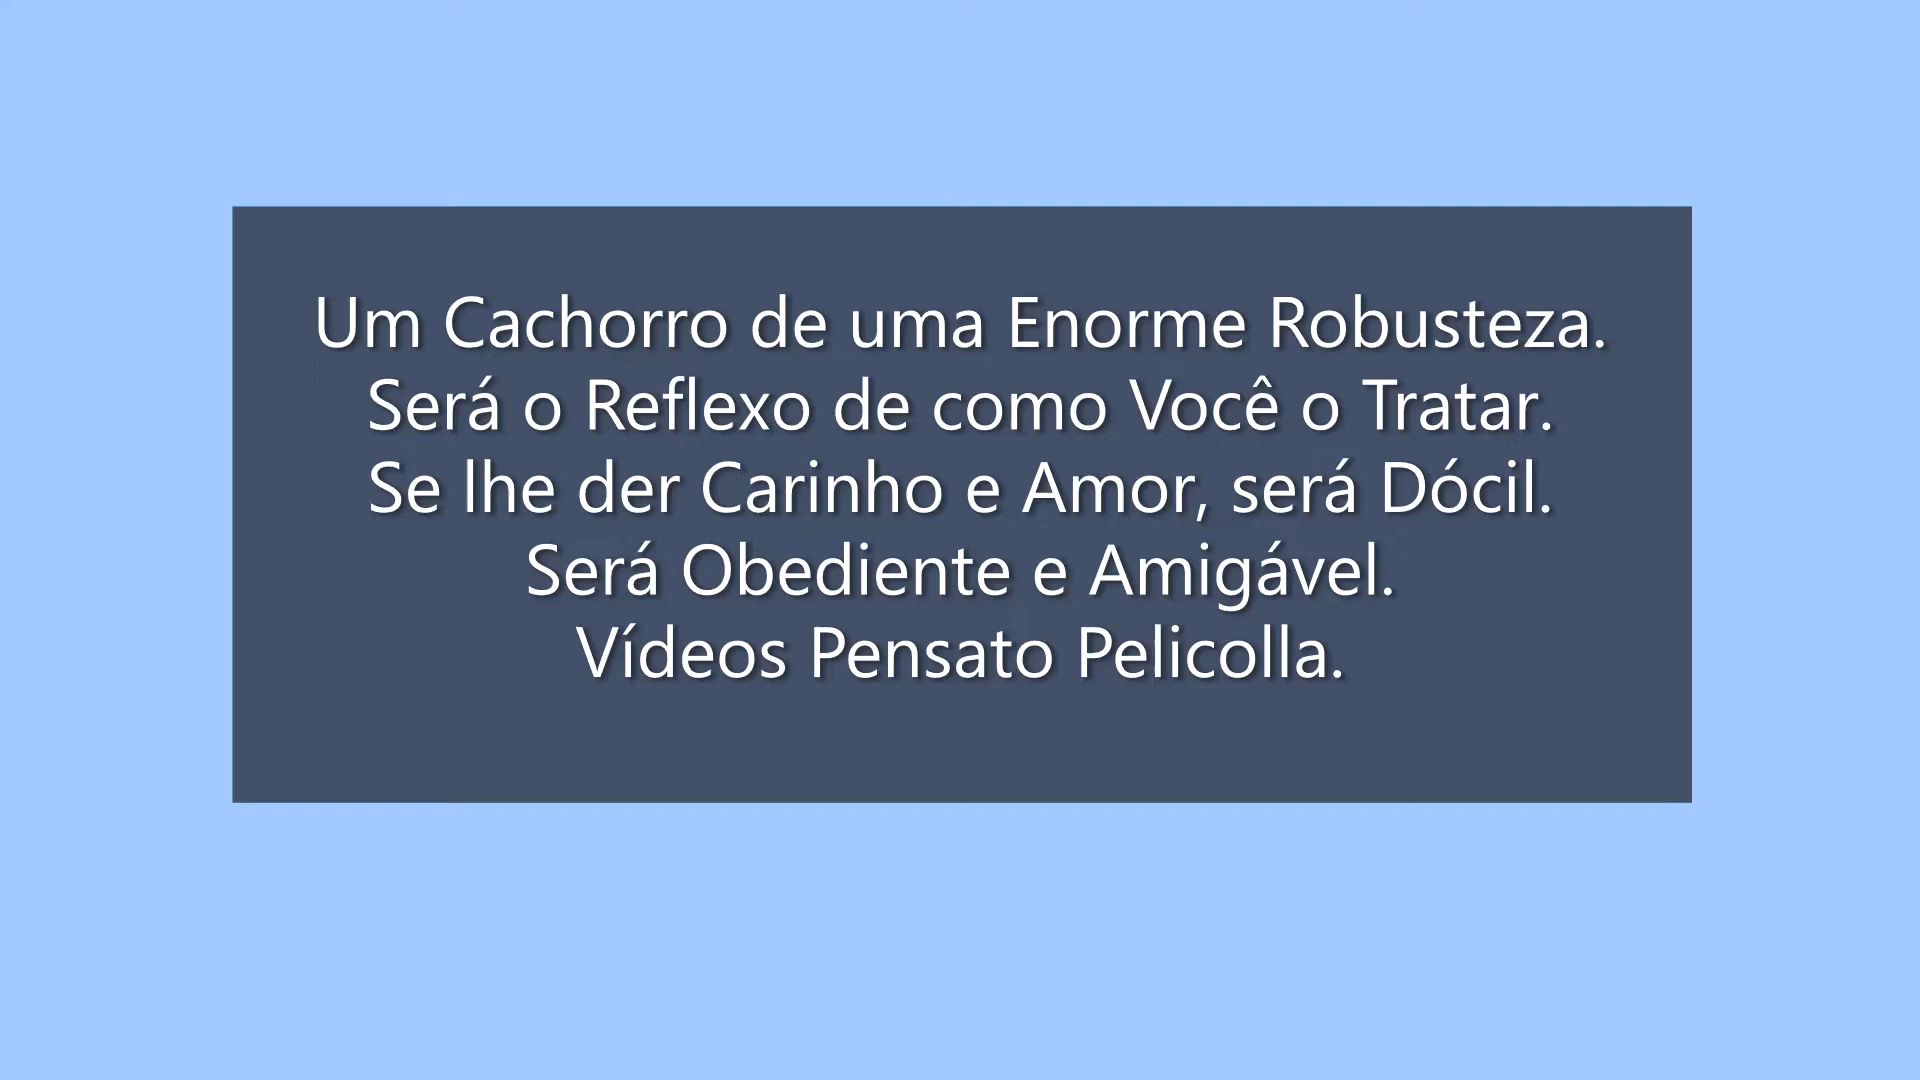 Um Cachorro de uma Enorme Robusteza.
Será o Reflexo de como Você o Tratar.
Se lhe der Carinho e Amor, será Dócil.
Será Obediente e Amigável.
Vídeos Pensato Pelicolla.